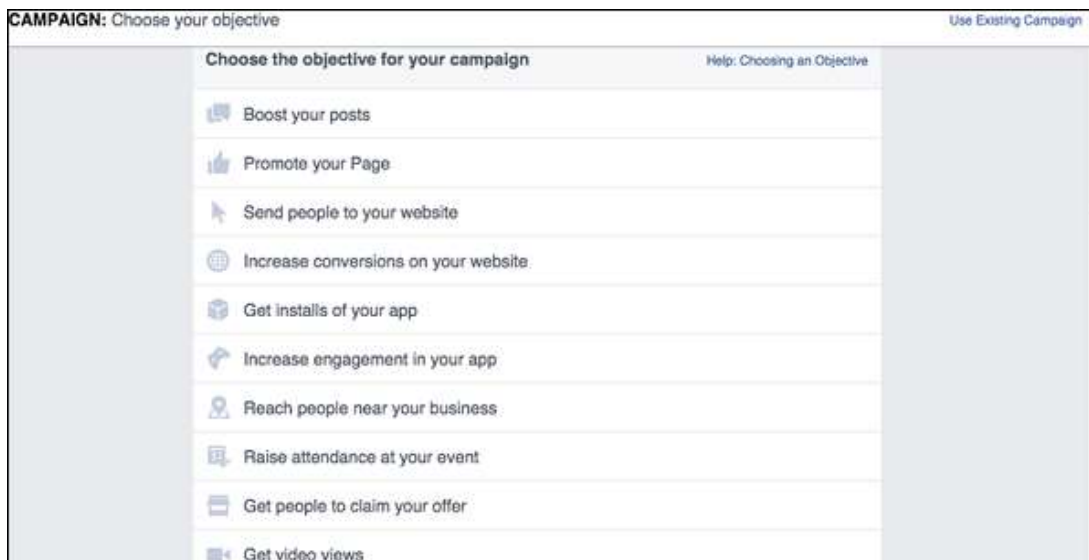 CAMPAIGN: Choose your objective
Use Existing Campaign
Choose the objective for your campaign
Help: Choosing an Objective
Boost your posts
Promote your Page
Send people to your website
Increase conversions on your website
Get installs of your app
Increase engagement in your app
Reach people near your business
Raise attendance at your event
Get people to claim your offer
Get video views